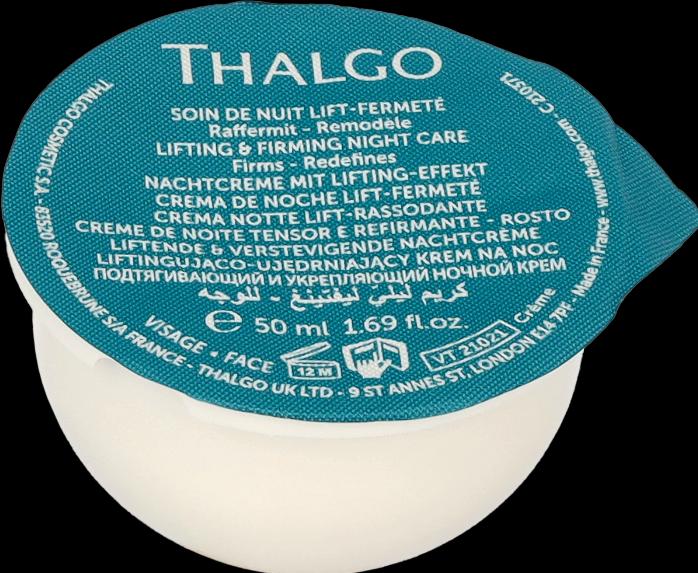 THALGO
SOIN DE NUIT LIFT-FERMETÉ
Raffermit - Remodèle
LIFTING & FIRMING NIGHT CARE
Firms - Redefines
NACHTCREME MIT LIFTING-EFFEKT
CREMA DE NOCHE LIFT-FERMETÉ
CREMA NOTTE LIFT-RASSODANTE
CREME DE NOITE TENSOR E REFIRMANTE - ROSTO
LIFTENDE & VERSTEVIGENDE NACHTCRÈME
LIFTINGUJĄCO-UJĘDRNIAJĄCY KREM NA NOC
ПОДТЯГИВАЮЩИЙ И УКРЕПЛЯЮЩИЙ НОЧНОЙ КРЕМ
كريم ليلي ليفتينغ - للوجه
e 50 ml 1.69 fl.oz.
VISAGE • FACE
12 M
VT 21021
Crème
THALGO COSMETIC S.A - 83520 ROQUEBRUNE S/A FRANCE - THALGO UK LTD - 9 ST ANNES ST. LONDON E14 7PF - Made in France - www.thalgo.com - C 210371